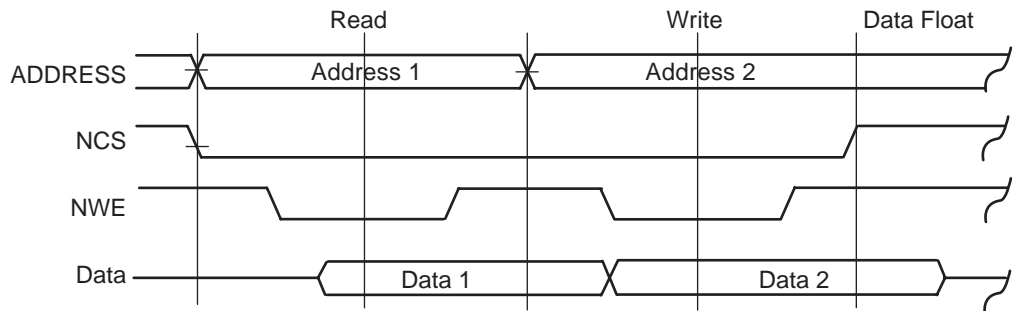 Read Write Data Float
ADDRESS Address 1 Address 2
NCS
NWE
Data Data 1 Data 2